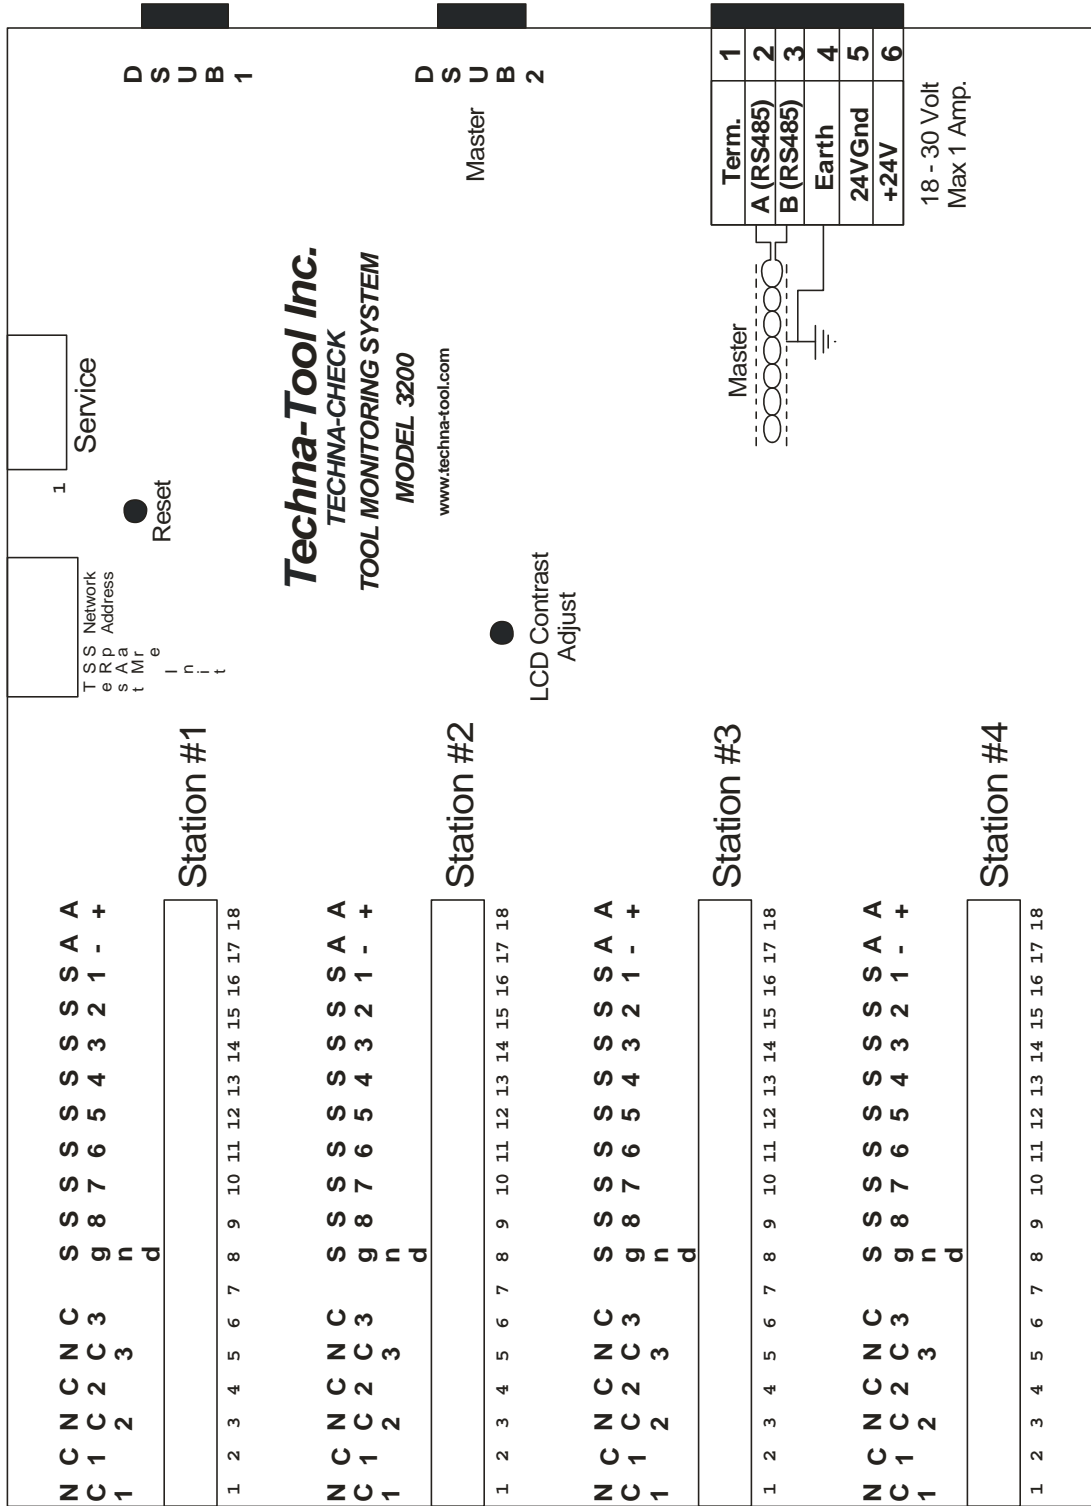 NC1 C1 NC2 C2 NC3 C3 Sgnd S8 S7 S6 S5 S4 S3 S2 S1 A- A+
1 2 3 4 5 6 7 8 9 10 11 12 13 14 15 16 17 18
Station #1
NC1 C1 NC2 C2 NC3 C3 Sgnd S8 S7 S6 S5 S4 S3 S2 S1 A- A+
1 2 3 4 5 6 7 8 9 10 11 12 13 14 15 16 17 18
Station #2
NC1 C1 NC2 C2 NC3 C3 Sgnd S8 S7 S6 S5 S4 S3 S2 S1 A- A+
1 2 3 4 5 6 7 8 9 10 11 12 13 14 15 16 17 18
Station #3
NC1 C1 NC2 C2 NC3 C3 Sgnd S8 S7 S6 S5 S4 S3 S2 S1 A- A+
1 2 3 4 5 6 7 8 9 10 11 12 13 14 15 16 17 18
Station #4
Test
SRAM Init
Spare
Network
Address
1
Service
Reset
Techna-Tool Inc.
TECHNA-CHECK
TOOL MONITORING SYSTEM
MODEL 3200
www.techna-tool.com
LCD Contrast
Adjust
DSUB1
DSUB2
Master
Master
Term. 1
A (RS485) 2
B (RS485) 3
Earth 4
24VGnd 5
+24V 6
18 - 30 Volt
Max 1 Amp.